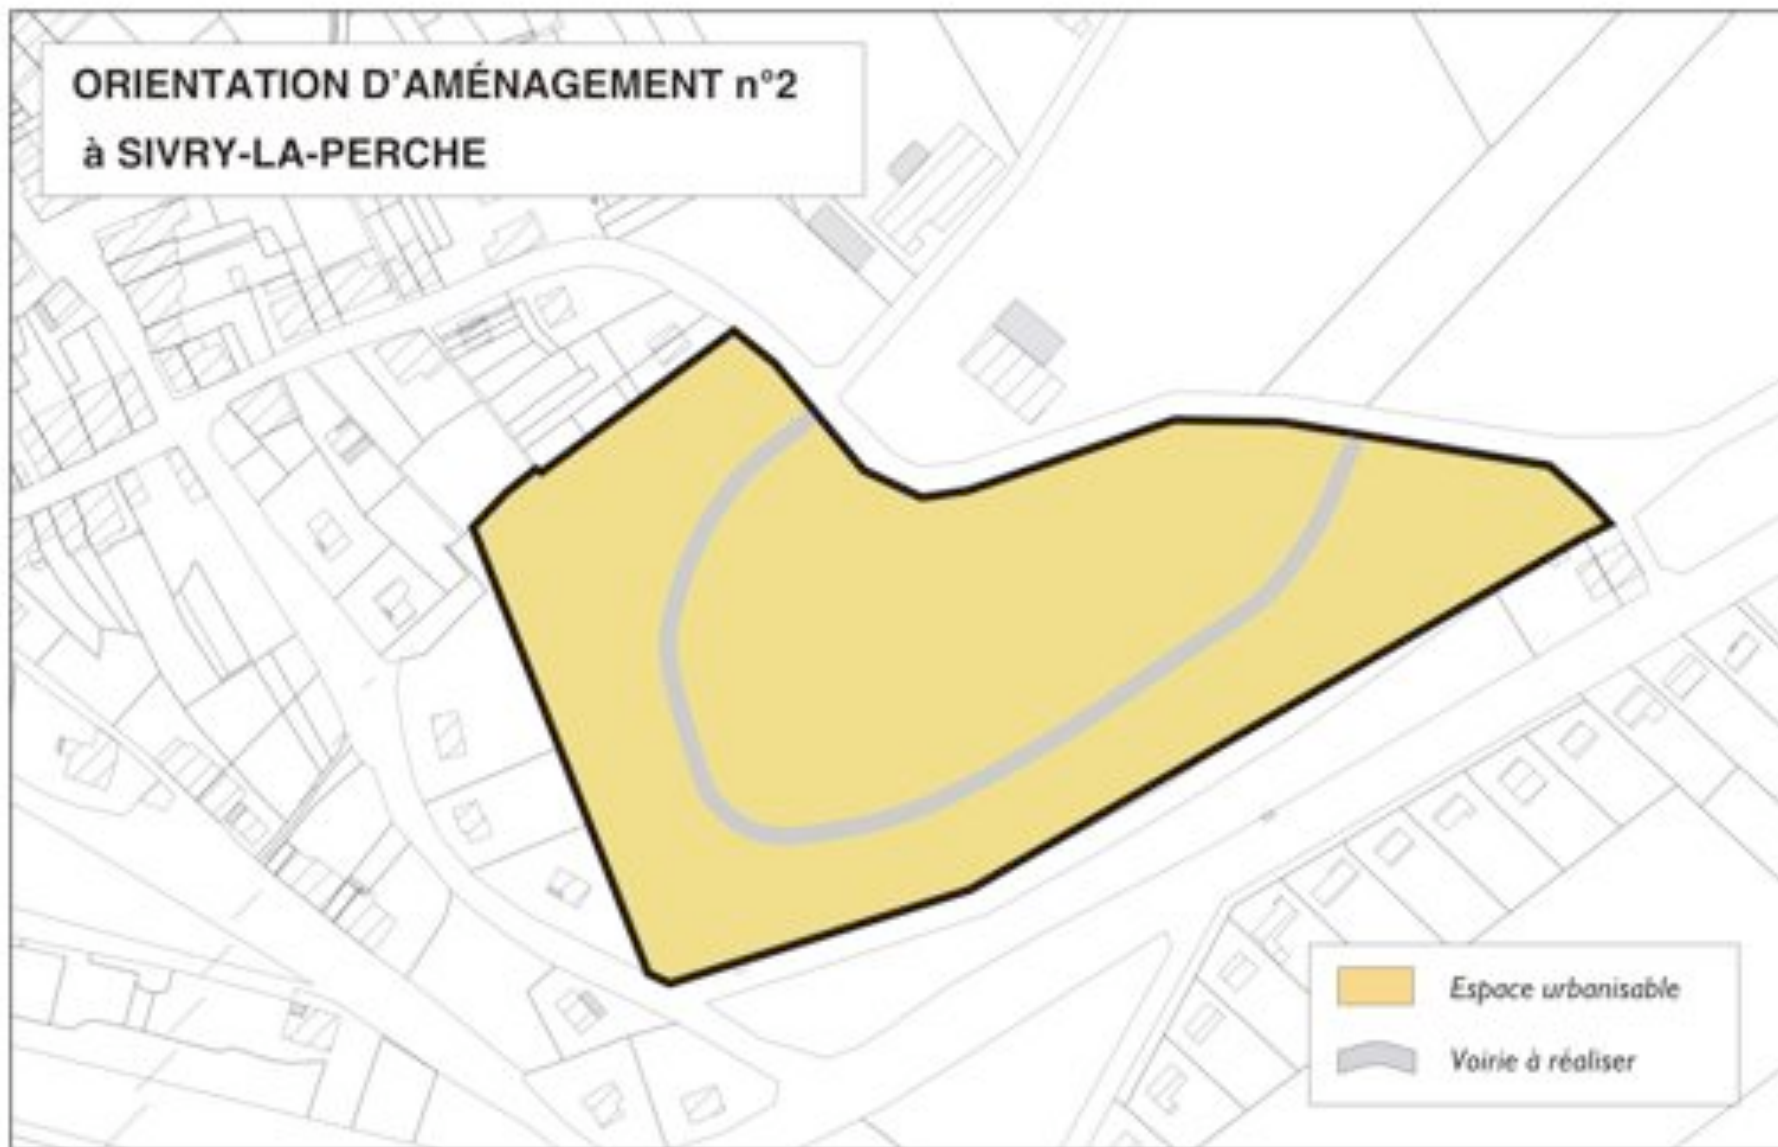 ORIENTATION D'AMÉNAGEMENT n°2
à SIVRY-LA-PERCHE
Espace urbanisable
Voirie à réaliser